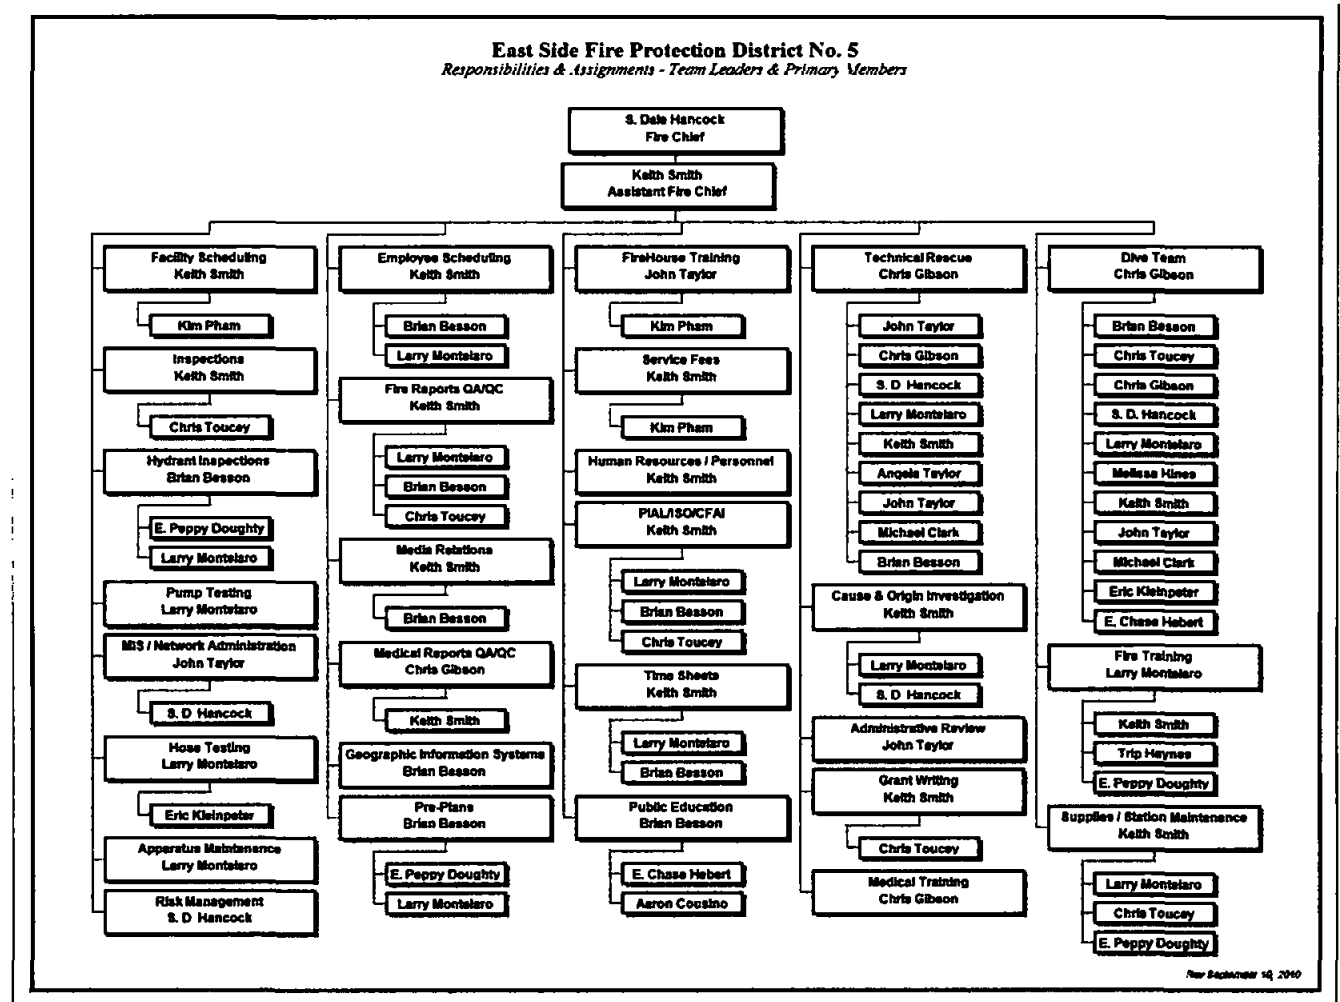 East Side Fire Protection District No. 5
Responsibilities & Assignments - Team Leaders & Primary Members
S. Dale Hancock
Fire Chief
Keith Smith
Assistant Fire Chief
Facility Scheduling
Keith Smith
Kim Pham
Inspections
Keith Smith
Chris Toucey
Hydrant Inspections
Brian Besson
E. Peppy Doughty
Larry Montelaro
Pump Testing
Larry Montelaro
MIS / Network Administration
John Taylor
S. D Hancock
Hose Testing
Larry Montelaro
Eric Kleinpeter
Apparatus Maintenance
Larry Montelaro
Risk Management
S. D Hancock
Employee Scheduling
Keith Smith
Brian Besson
Larry Montelaro
Fire Reports QA/QC
Keith Smith
Larry Montelaro
Brian Besson
Chris Toucey
Media Relations
Keith Smith
Brian Besson
Medical Reports QA/QC
Chris Gibson
Keith Smith
Geographic Information Systems
Brian Besson
Pre-Plans
Brian Besson
E. Peppy Doughty
Larry Montelaro
FireHouse Training
John Taylor
Kim Pham
Service Fees
Keith Smith
Kim Pham
Human Resources / Personnel
Keith Smith
PIAL/ISO/CFAI
Keith Smith
Larry Montelaro
Brian Besson
Chris Toucey
Time Sheets
Keith Smith
Larry Montelaro
Brian Besson
Public Education
Brian Besson
E. Chase Hebert
Aaron Cousino
Technical Rescue
Chris Gibson
John Taylor
Chris Gibson
S. D Hancock
Larry Montelaro
Keith Smith
Angela Taylor
John Taylor
Michael Clark
Brian Besson
Cause & Origin Investigation
Keith Smith
Larry Montelaro
S. D Hancock
Administrative Review
John Taylor
Grant Writing
Keith Smith
Chris Toucey
Medical Training
Chris Gibson
Dive Team
Chris Gibson
Brian Besson
Chris Toucey
Chris Gibson
S. D. Hancock
Larry Montelaro
Melissa Hines
Keith Smith
John Taylor
Michael Clark
Eric Kleinpeter
E. Chase Hebert
Fire Training
Larry Montelaro
Keith Smith
Trip Haynes
E. Peppy Doughty
Supplies / Station Maintenance
Keith Smith
Larry Montelaro
Chris Toucey
E. Peppy Doughty
Rev September 10, 2010